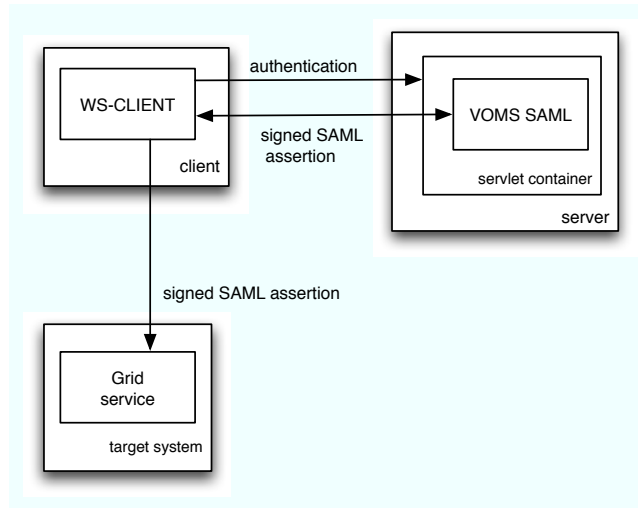 authentication
WS-CLIENT
VOMS SAML
signed SAML
assertion
client
servlet container
server
signed SAML assertion
Grid
service
target system